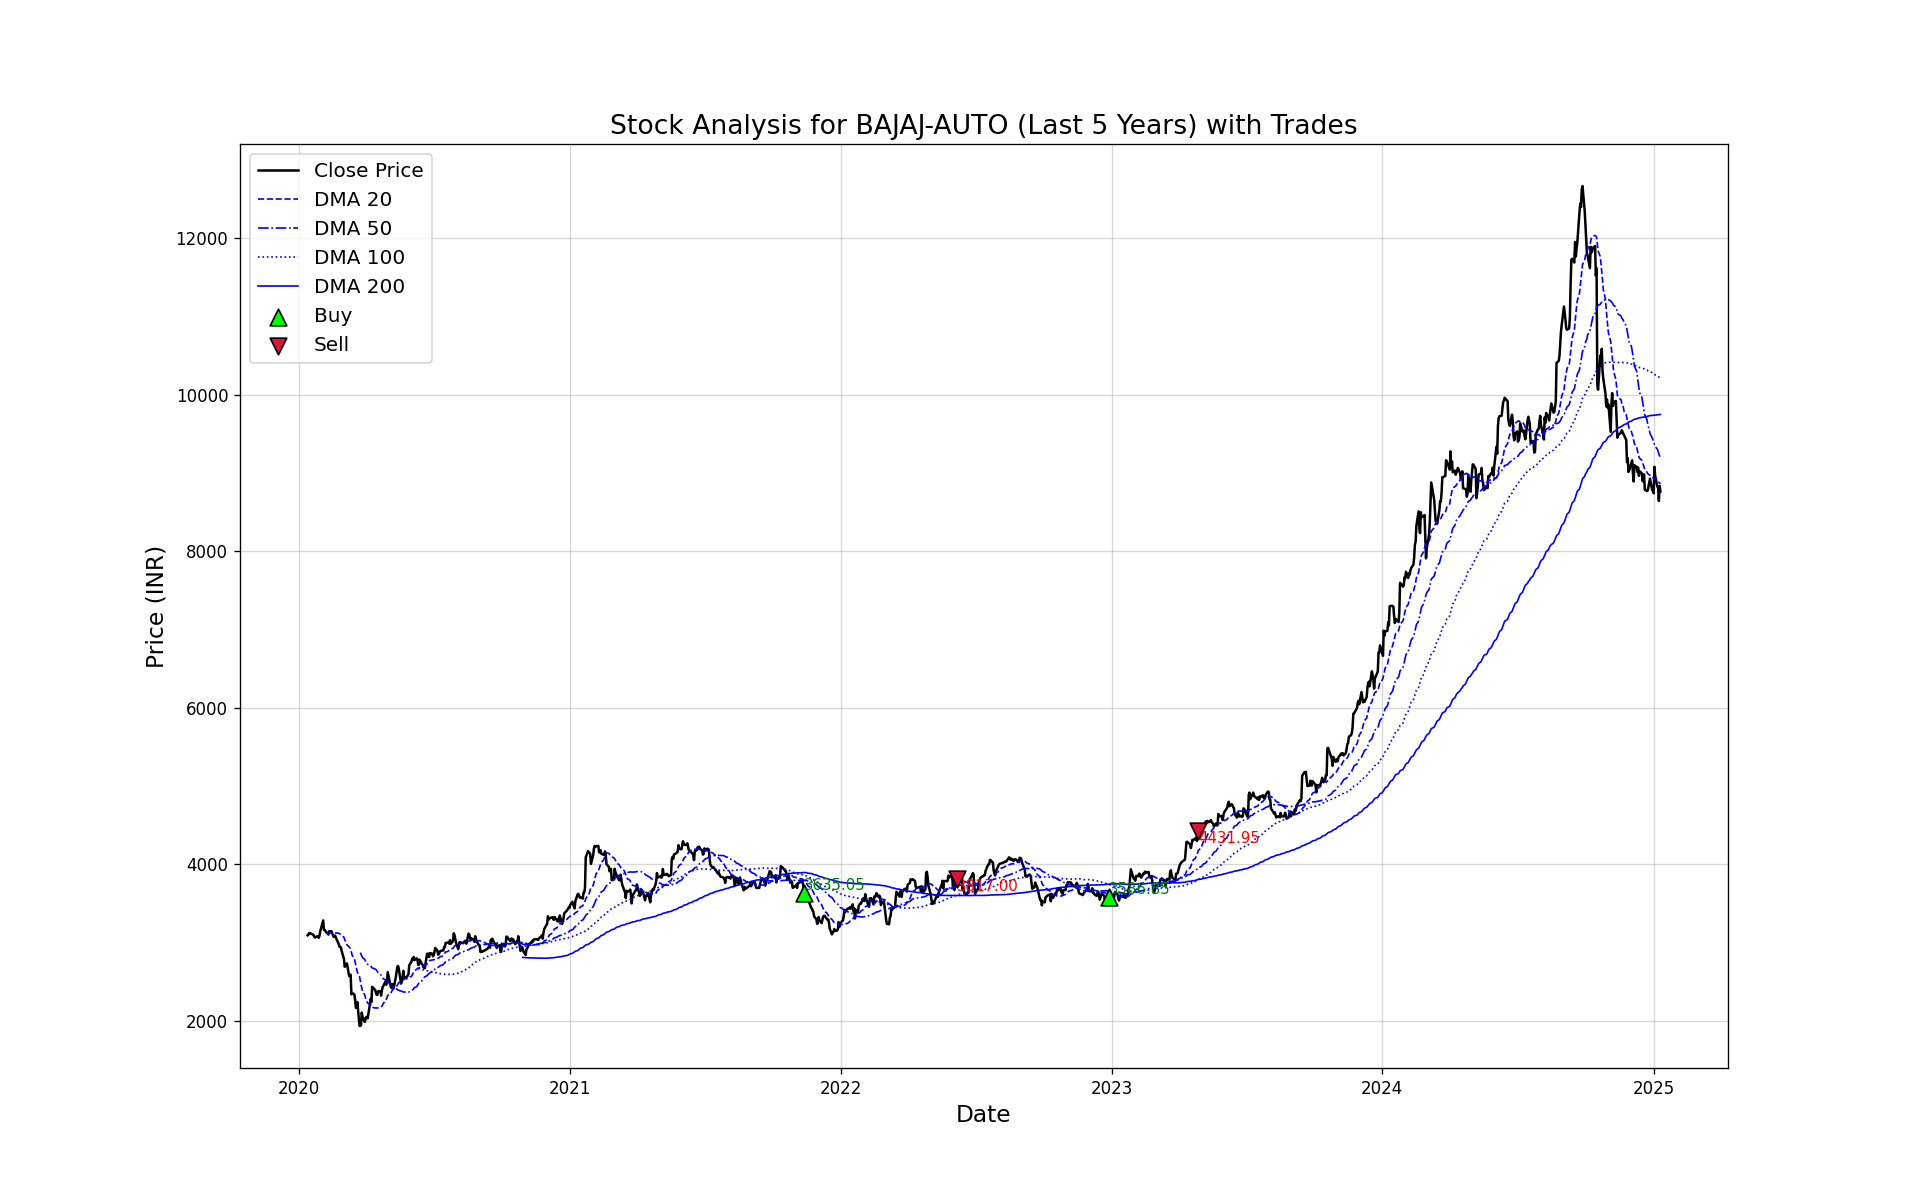 Stock Analysis for BAJAJ-AUTO (Last 5 Years) with Trades
Close Price
DMA 20
DMA 50
DMA 100
DMA 200
Buy
Sell
12000
10000
8000
6000
4000
2000
Price (INR)
3635.05
3817.00
4431.95
2020
2021
2022
2023
2024
2025
Date